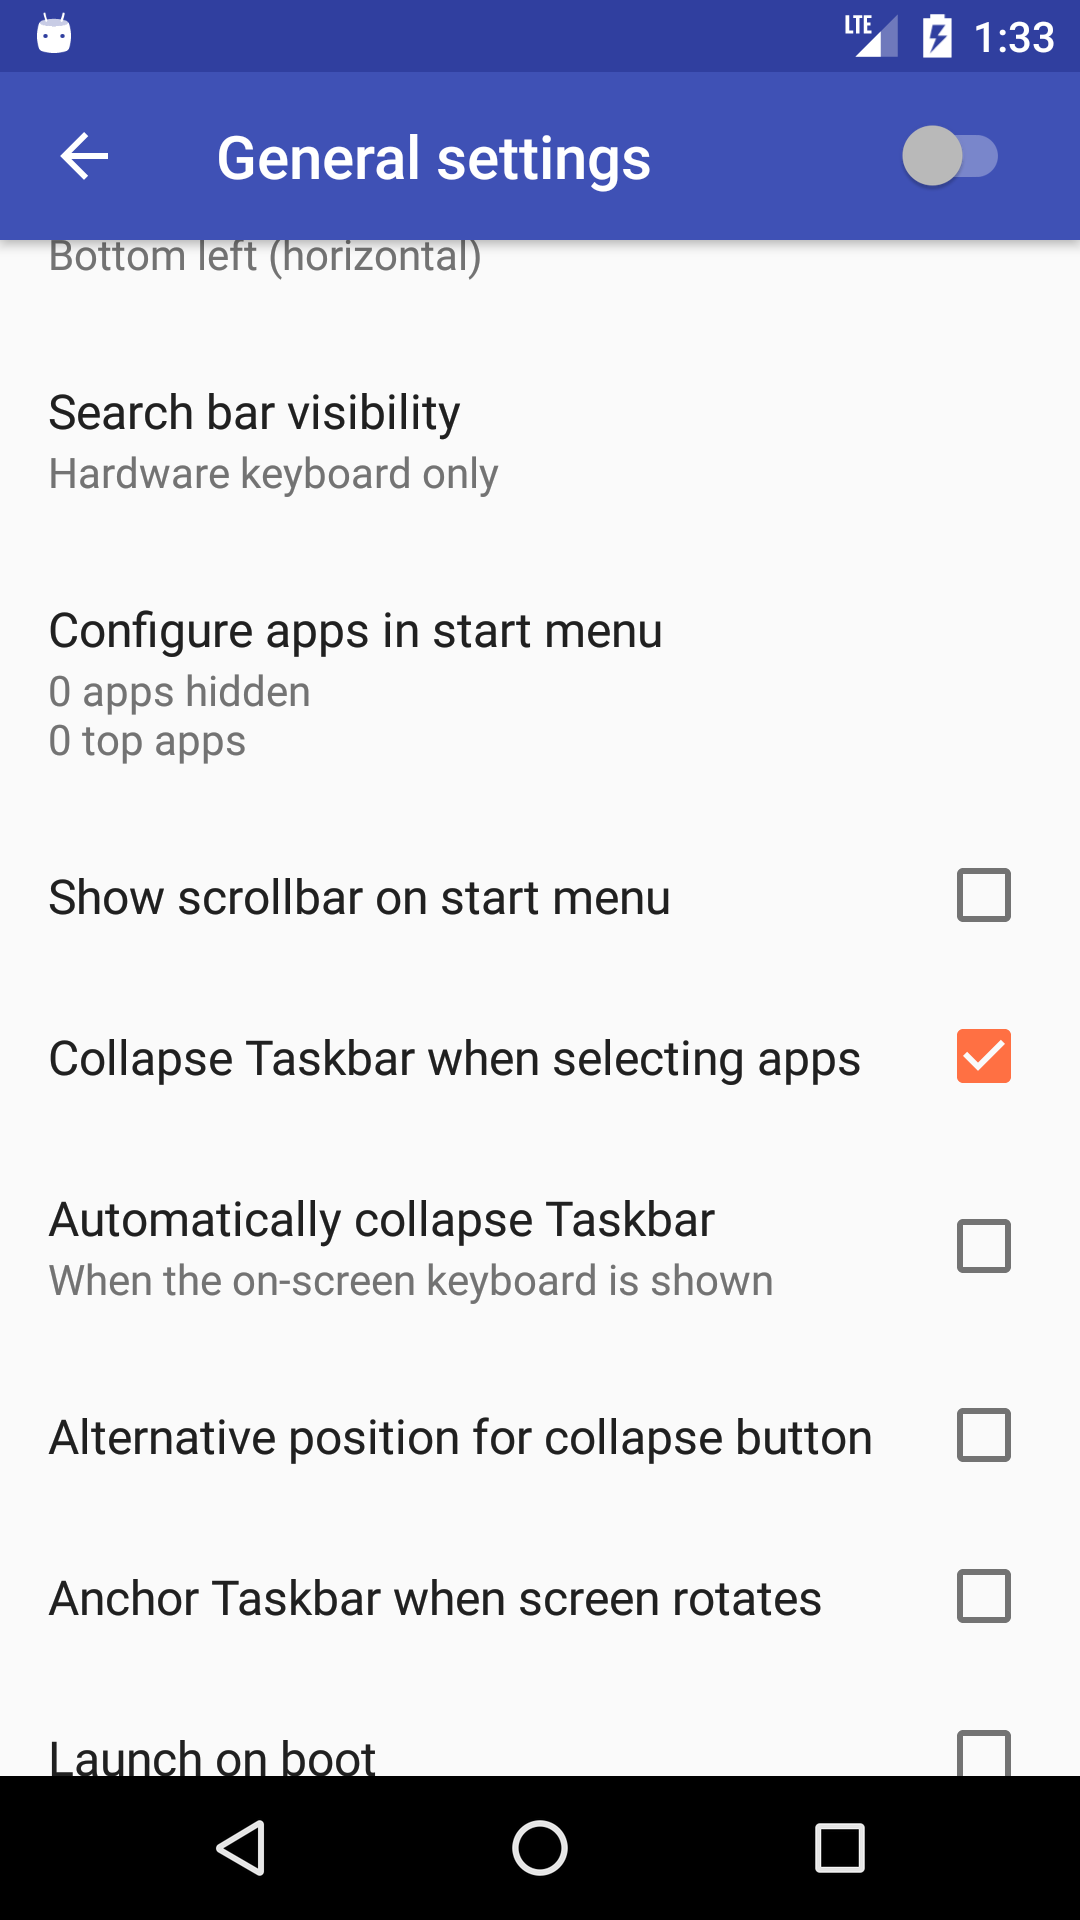 LTE 1:33
General settings
Bottom left (horizontal)
Search bar visibility
Hardware keyboard only
Configure apps in start menu
0 apps hidden
0 top apps
Show scrollbar on start menu
Collapse Taskbar when selecting apps
Automatically collapse Taskbar
When the on-screen keyboard is shown
Alternative position for collapse button
Anchor Taskbar when screen rotates
Launch on boot